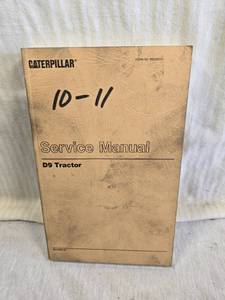 CATERPILLAR
10-11
Service Manual
D9 Tractor